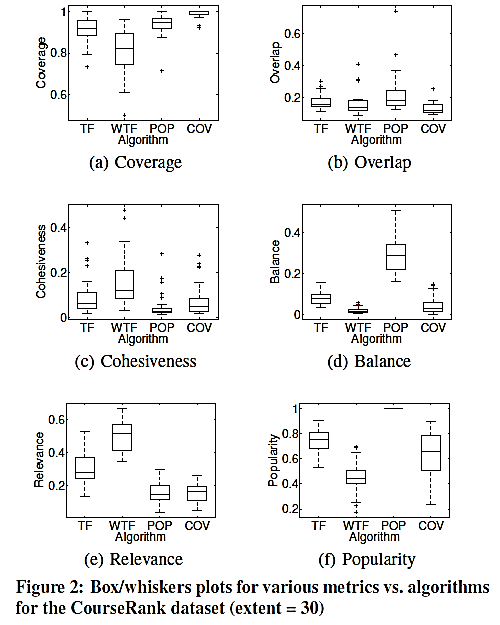 1
0.8
0.6
Coverage
TF WTF POP COV
Algorithm
(a) Coverage
0.6
0.4
0.2
Overlap
TF WTF POP COV
Algorithm
(b) Overlap
0.4
0.2
0
Cohesiveness
TF WTF POP COV
Algorithm
(c) Cohesiveness
0.4
0.2
0
Balance
TF WTF POP COV
Algorithm
(d) Balance
0.6
0.4
0.2
Relevance
TF WTF POP COV
Algorithm
(e) Relevance
1
0.8
0.6
0.4
0.2
Popularity
TF WTF POP COV
Algorithm
(f) Popularity
Figure 2: Box/whiskers plots for various metrics vs. algorithms
for the CourseRank dataset (extent = 30)